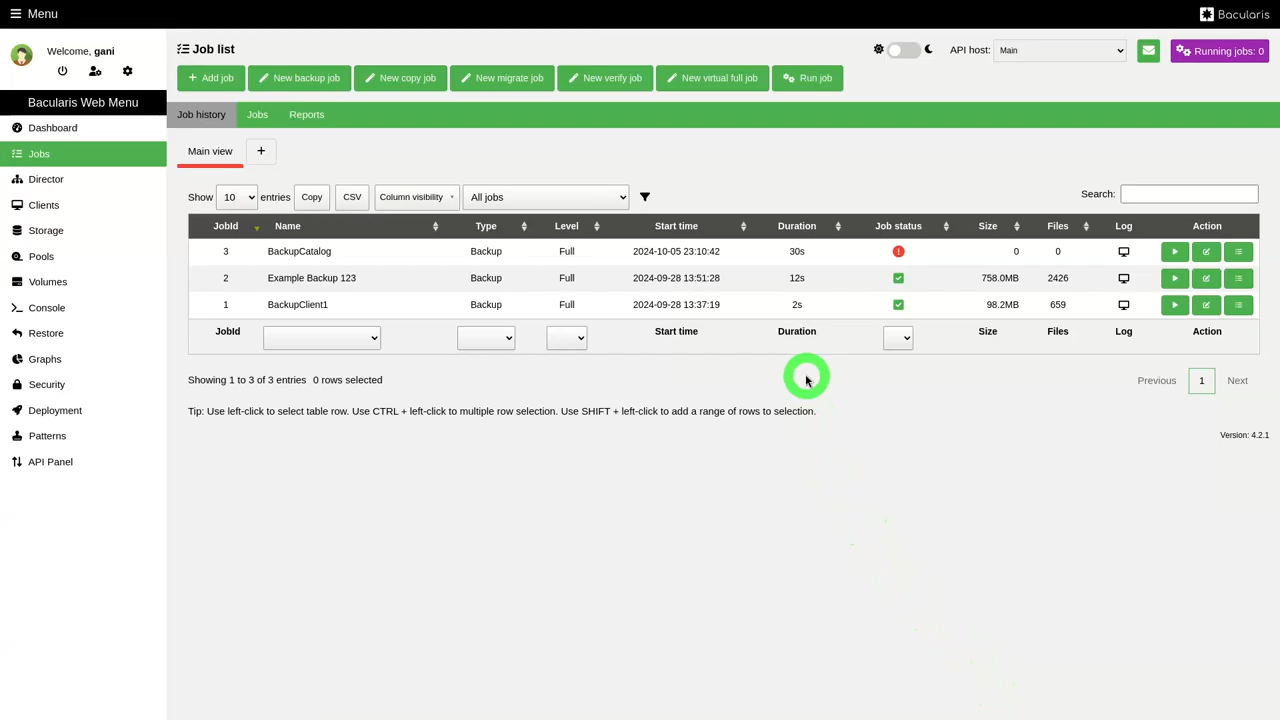 Menu
Bacularis
Welcome, gani
Bacularis Web Menu
Dashboard
Jobs
Director
Clients
Storage
Pools
Volumes
Console
Restore
Graphs
Security
Deployment
Patterns
API Panel
Job list
API host: Main
Running jobs: 0
Add job New backup job New copy job New migrate job New verify job New virtual full job Run job
Job history Jobs Reports
Main view +
Show 10 entries Copy CSV Column visibility All jobs Search:
JobId Name Type Level Start time Duration Job status Size Files Log Action
3 BackupCatalog Backup Full 2024-10-05 23:10:42 30s 0 0
2 Example Backup 123 Backup Full 2024-09-28 13:51:28 12s 758.0MB 2426
1 BackupClient1 Backup Full 2024-09-28 13:37:19 2s 98.2MB 659
JobId Start time Duration Size Files Log Action
Showing 1 to 3 of 3 entries 0 rows selected Previous 1 Next
Tip: Use left-click to select table row. Use CTRL + left-click to multiple row selection. Use SHIFT + left-click to add a range of rows to selection.
Version: 4.2.1